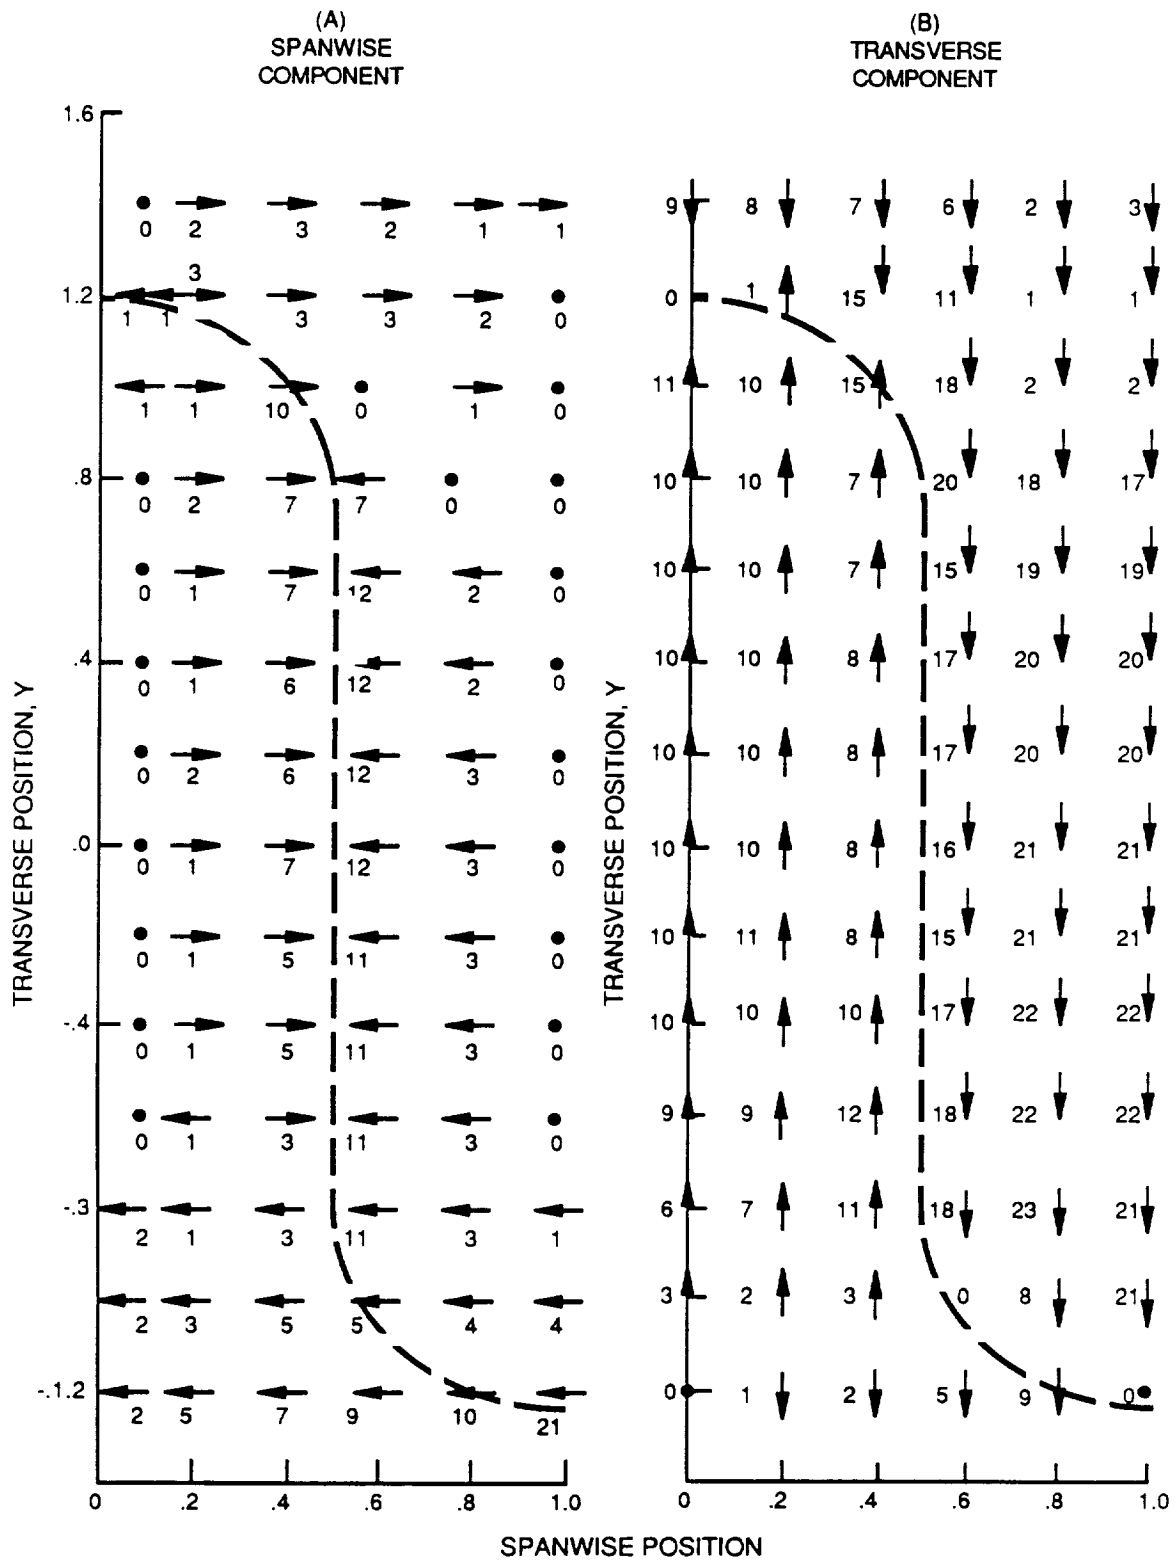 (A)
SPANWISE
COMPONENT
(B)
TRANSVERSE
COMPONENT
1.6
0 2 3 2 1 1
9 8 7 6 2 3
3
1.2
1 1 3 3 2 0
0 1 15 11 1 1
1 1 10 0 1 0
11 10 15 18 2 2
.8
0 2 7 7 0 0
10 10 7 20 18 17
0 1 7 12 2 0
10 10 7 15 19 19
.4
0 1 6 12 2 0
10 10 8 17 20 20
0 2 6 12 3 0
10 10 8 17 20 20
.0
0 1 7 12 3 0
10 10 8 16 21 21
0 1 5 11 3 0
10 11 8 15 21 21
-.4
0 1 5 11 3 0
10 10 10 17 22 22
0 1 3 11 3 0
9 9 12 18 22 22
-.3
2 1 3 11 3 1
6 7 11 18 23 21
2 3 5 5 4 4
3 2 3 0 8 21
-.1.2
2 5 7 9 10 21
0 1 2 5 9 0
0 .4 .6 .8 1.0
0 .2 .4 .6 .8 1.0
TRANSVERSE POSITION, Y
TRANSVERSE POSITION, Y
SPANWISE POSITION